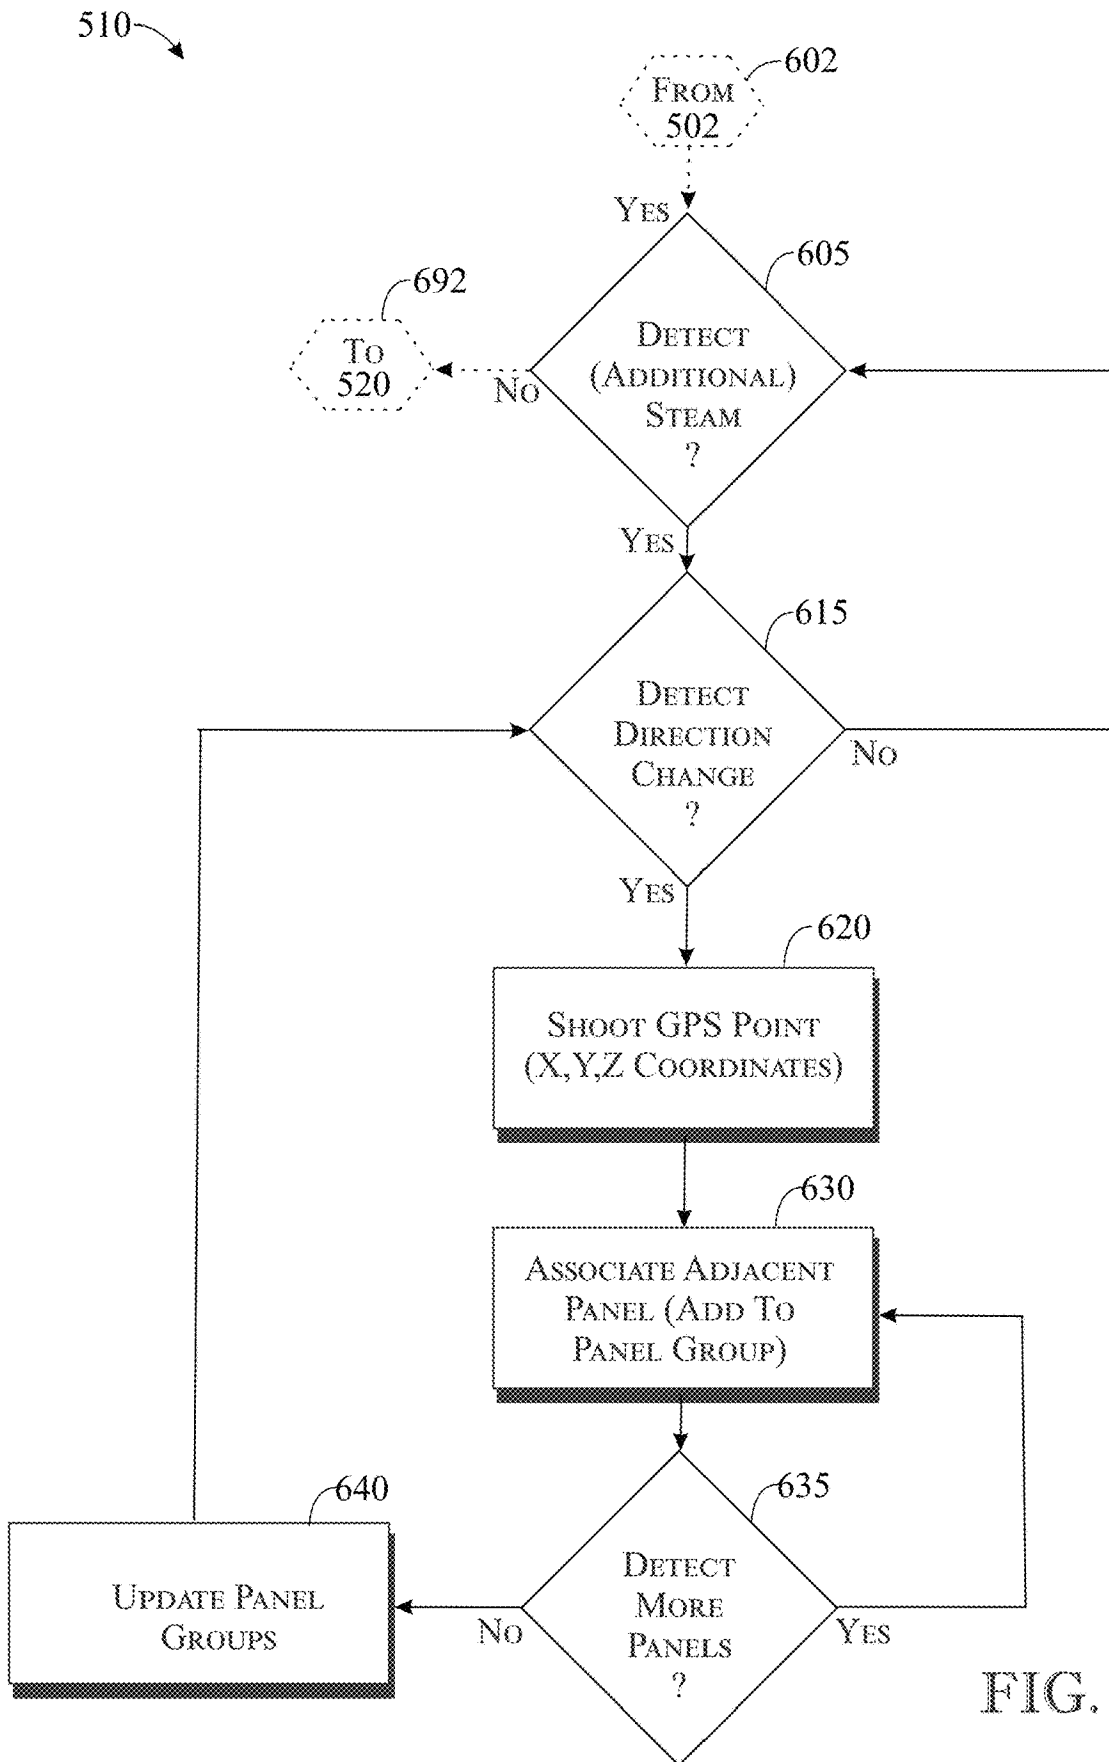 510
602
FROM
502
YES
605
692
TO
520
NO
DETECT
(ADDITIONAL)
STEAM
?
YES
615
DETECT
DIRECTION
CHANGE
?
NO
YES
620
SHOOT GPS POINT
(X,Y,Z COORDINATES)
630
ASSOCIATE ADJACENT
PANEL (ADD TO
PANEL GROUP)
640
635
UPDATE PANEL
GROUPS
NO
DETECT
MORE
PANELS
?
YES
FIG.